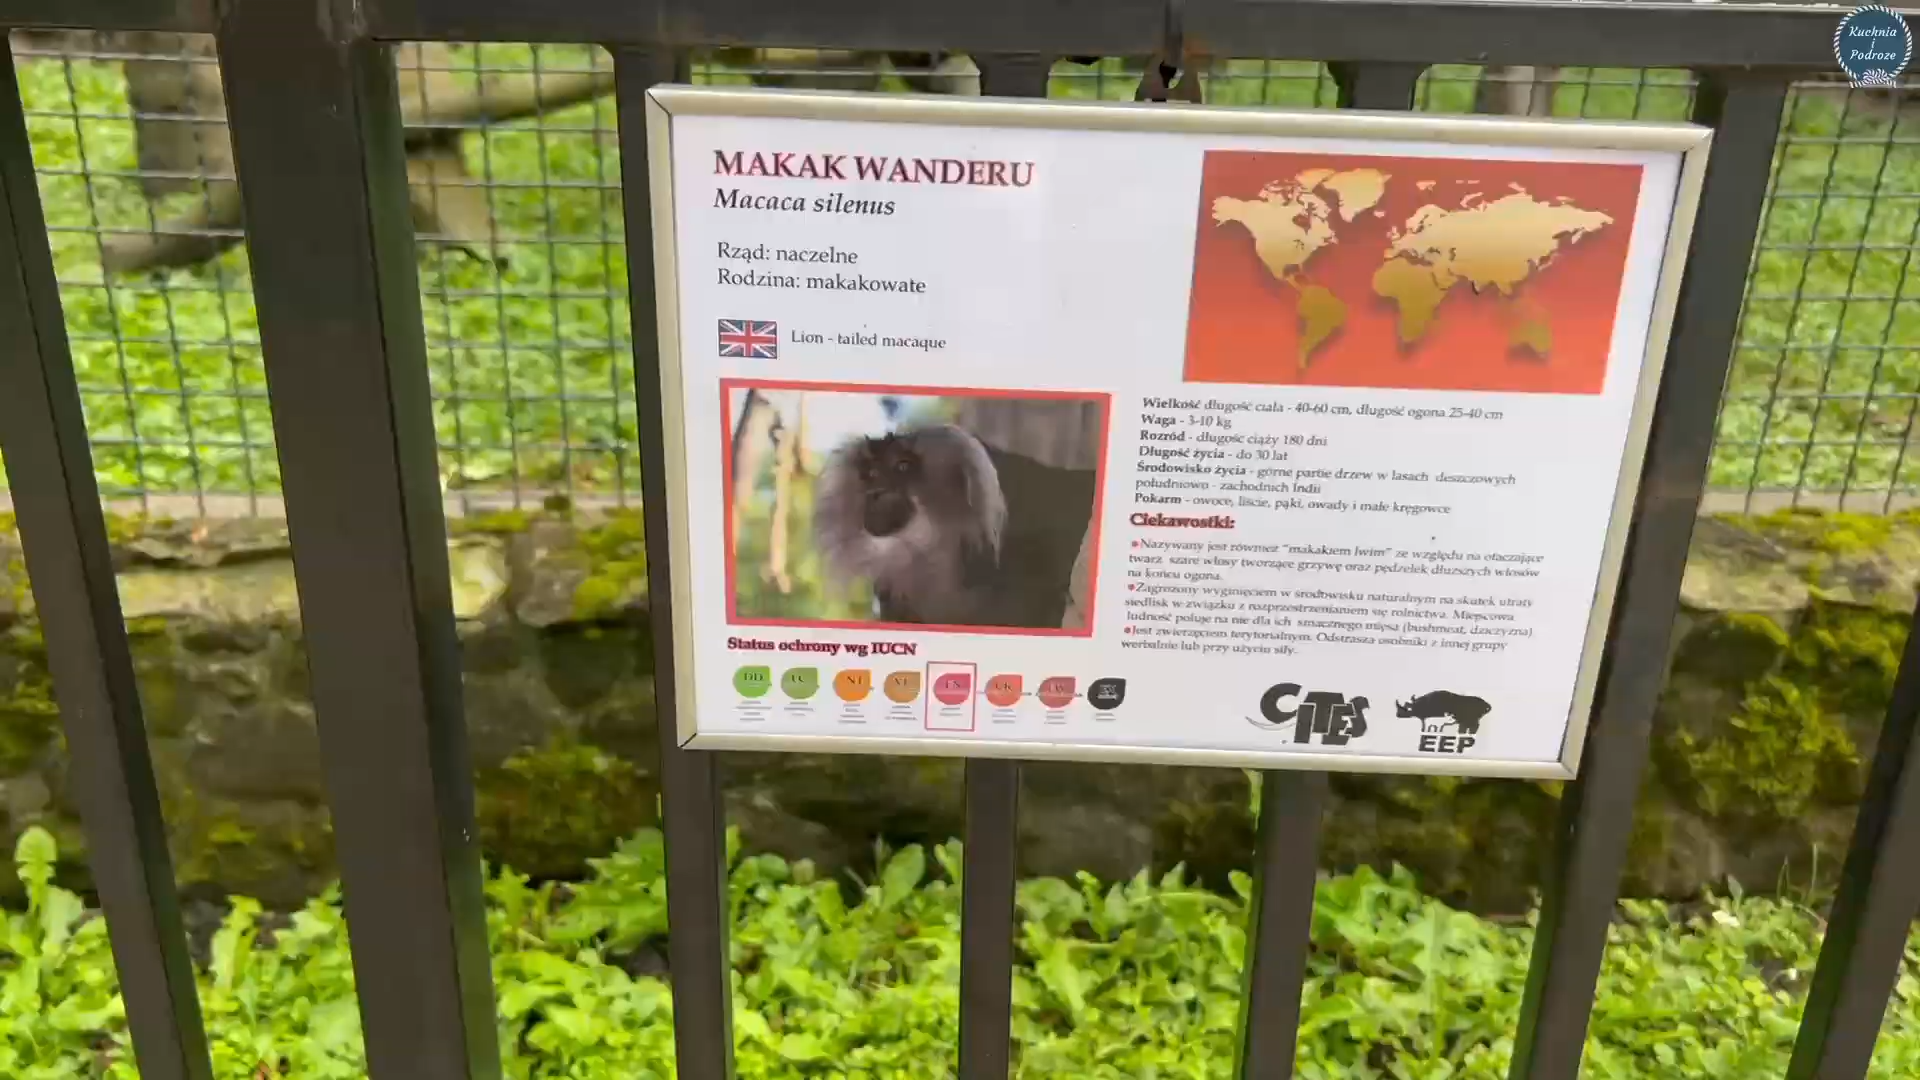 Kuchnia
i
Podroze
MAKAK WANDERU
Macaca silenus
Rząd: naczelne
Rodzina: makakowate
Lion - tailed macaque
Wielkość długość ciała - 40-60 cm, długość ogona 25-40 cm
Waga - 3-10 kg
Rozród - długość ciąży 180 dni
Długość życia - do 30 lat
Środowisko życia - górne partie drzew w lasach deszczowych
południowo - zachodnich Indii
Pokarm - owoce, liście, pąki, owady i małe kręgowce
Ciekawostki:
Nazywany jest również "makakiem lwim" ze względu na otaczające
twarz szare włosy tworzące grzywę oraz pędzelek dłuższych włosów
na końcu ogona.
Zagrożony wyginięciem w środowisku naturalnym na skutek utraty
siedlisk w związku z rozprzestrzenianiem się rolnictwa. Miejscowa
ludność poluje na nie dla ich smacznego mięsa (bushmeat, dziczyzna)
Jest zwierzęciem terytorialnym. Odstrasza osobniki z innej grupy
werbalnie lub przy użyciu siły.
Status ochrony wg IUCN
DD LC NT VU EN CR EW EX
CITES
EEP